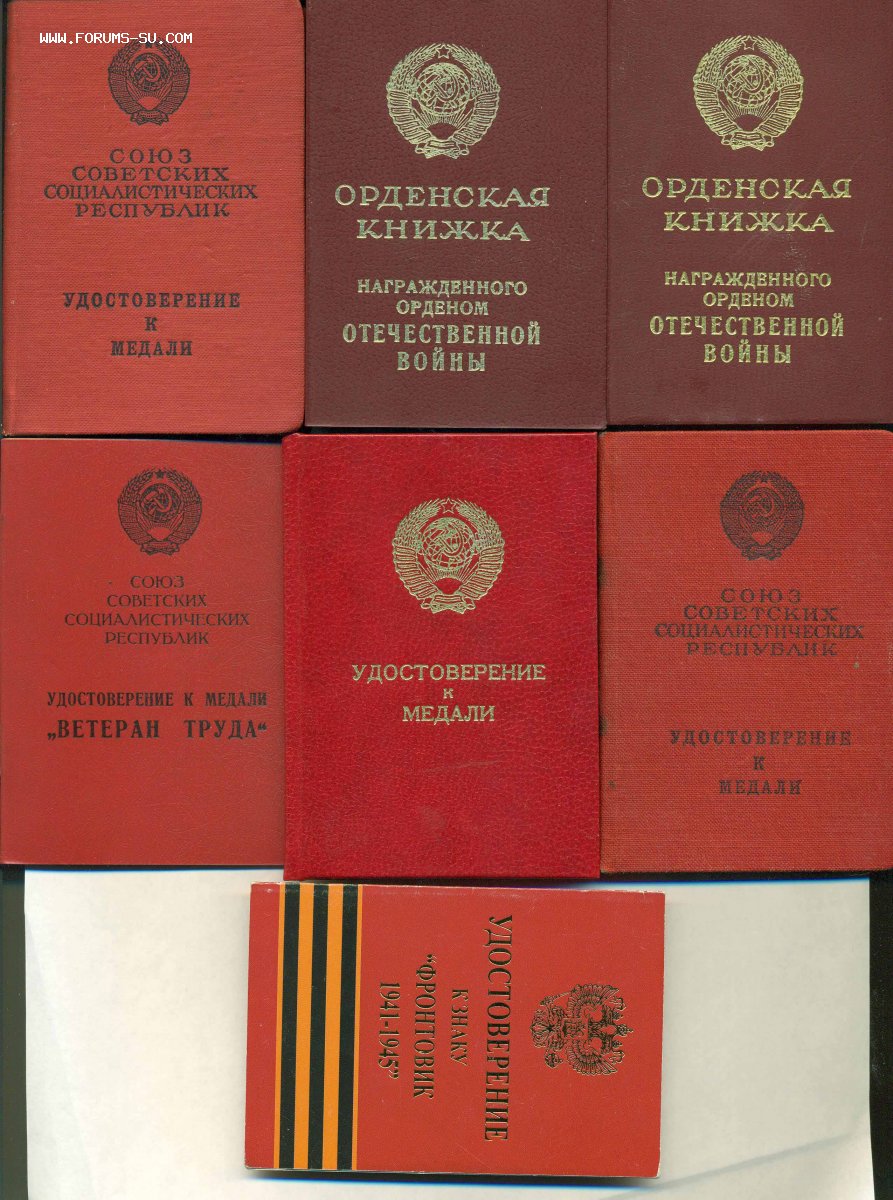 WWW.FORUMS-SU.COM
СОЮЗ
СОВЕТСКИХ
СОЦИАЛИСТИЧЕСКИХ
РЕСПУБЛИК
УДОСТОВЕРЕНИЕ
К
МЕДАЛИ
ОРДЕНСКАЯ
КНИЖКА
НАГРАЖДЕННОГО
ОРДЕНОМ
ОТЕЧЕСТВЕННОЙ
ВОЙНЫ
ОРДЕНСКАЯ
КНИЖКА
НАГРАЖДЕННОГО
ОРДЕНОМ
ОТЕЧЕСТВЕННОЙ
ВОЙНЫ
СОЮЗ
СОВЕТСКИХ
СОЦИАЛИСТИЧЕСКИХ
РЕСПУБЛИК
УДОСТОВЕРЕНИЕ К МЕДАЛИ
„ВЕТЕРАН ТРУДА“
УДОСТОВЕРЕНИЕ
К
МЕДАЛИ
СОЮЗ
СОВЕТСКИХ
СОЦИАЛИСТИЧЕСКИХ
РЕСПУБЛИК
УДОСТОВЕРЕНИЕ
К
МЕДАЛИ
УДОСТОВЕРЕНИЕ
К ЗНАКУ
"ФРОНТОВИК
1941-1945"